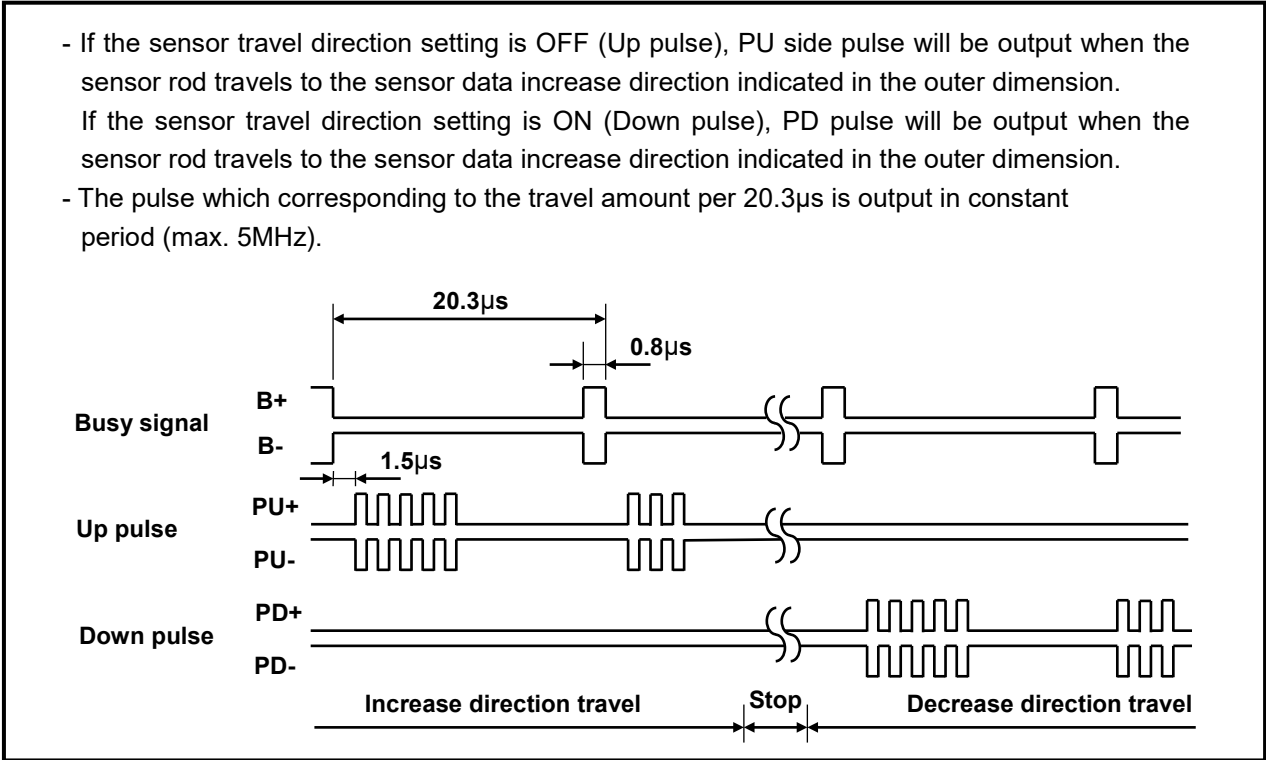 - If the sensor travel direction setting is OFF (Up pulse), PU side pulse will be output when the
sensor rod travels to the sensor data increase direction indicated in the outer dimension.
If the sensor travel direction setting is ON (Down pulse), PD pulse will be output when the
sensor rod travels to the sensor data increase direction indicated in the outer dimension.
- The pulse which corresponding to the travel amount per 20.3µs is output in constant
period (max. 5MHz).
20.3µs
0.8µs
B+
Busy signal
B-
1.5µs
PU+
Up pulse
PU-
PD+
Down pulse
PD-
Increase direction travel
Stop
Decrease direction travel